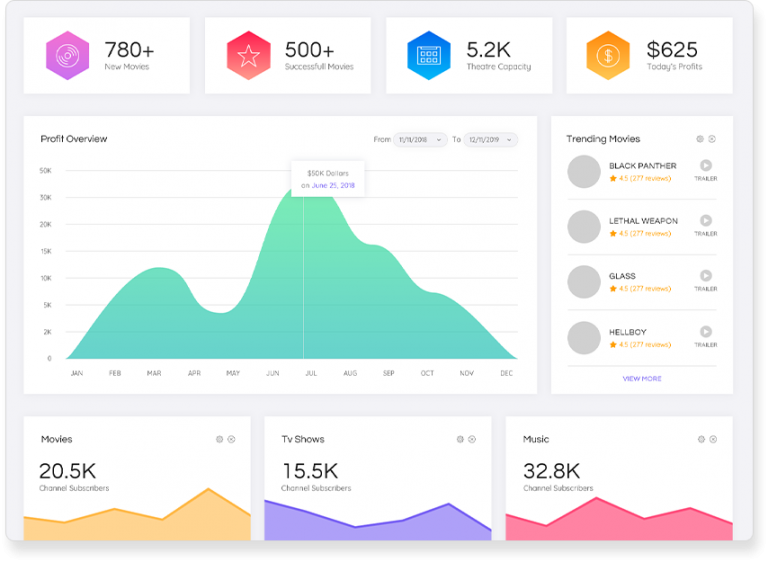 780+
New Movies
500+
Successfull Movies
5.2K
Theatre Capacity
$625
Today's Profits
Profit Overview
From 11/11/2018 To 12/11/2019
$50K Dollars
on June 25, 2018
50K
30K
20K
15K
10K
5K
2K
0
JAN FEB MAR APR MAY JUN JUL AUG SEP OCT NOV DEC
Trending Movies
BLACK PANTHER
4.5 (277 reviews)
TRAILER
LETHAL WEAPON
4.5 (277 reviews)
TRAILER
GLASS
4.5 (277 reviews)
TRAILER
HELLBOY
4.5 (277 reviews)
TRAILER
VIEW MORE
Movies
20.5K
Channel Subscribers
Tv Shows
15.5K
Channel Subscribers
Music
32.8K
Channel Subscribers